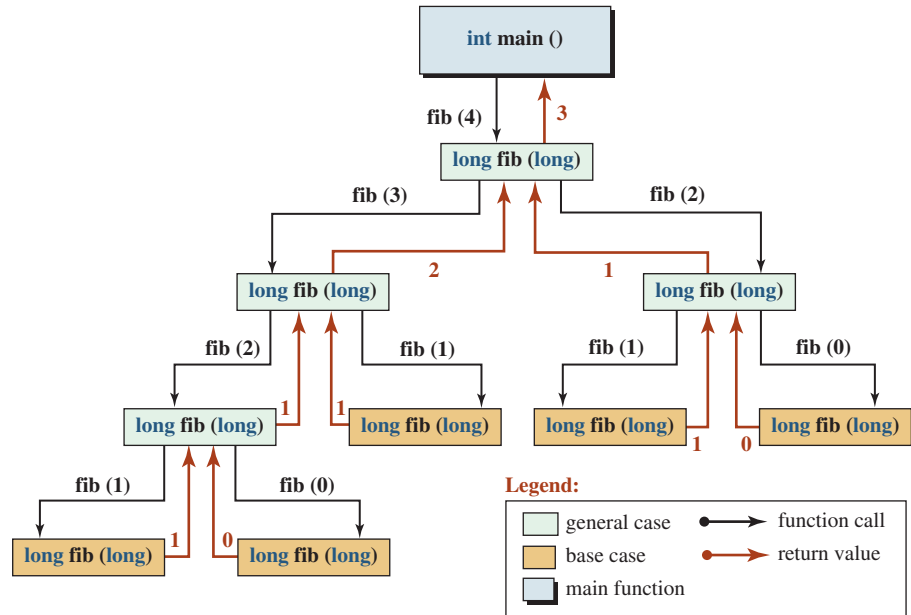 int main ()
fib (4)
3
long fib (long)
fib (3)
fib (2)
2
1
long fib (long)
long fib (long)
fib (2)
fib (1)
fib (1)
fib (0)
1
1
long fib (long)
long fib (long)
long fib (long)
long fib (long)
1
0
fib (1)
fib (0)
1
0
long fib (long)
long fib (long)
Legend:
general case
function call
base case
return value
main function